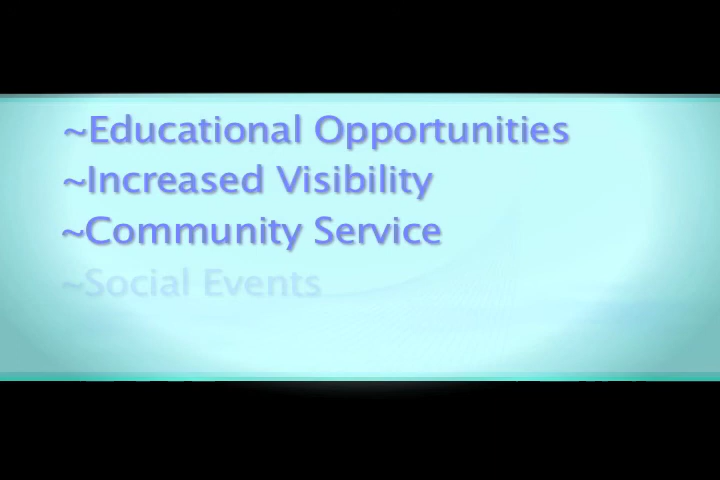 ~Educational Opportunities
~Increased Visibility
~Community Service
~Social Events